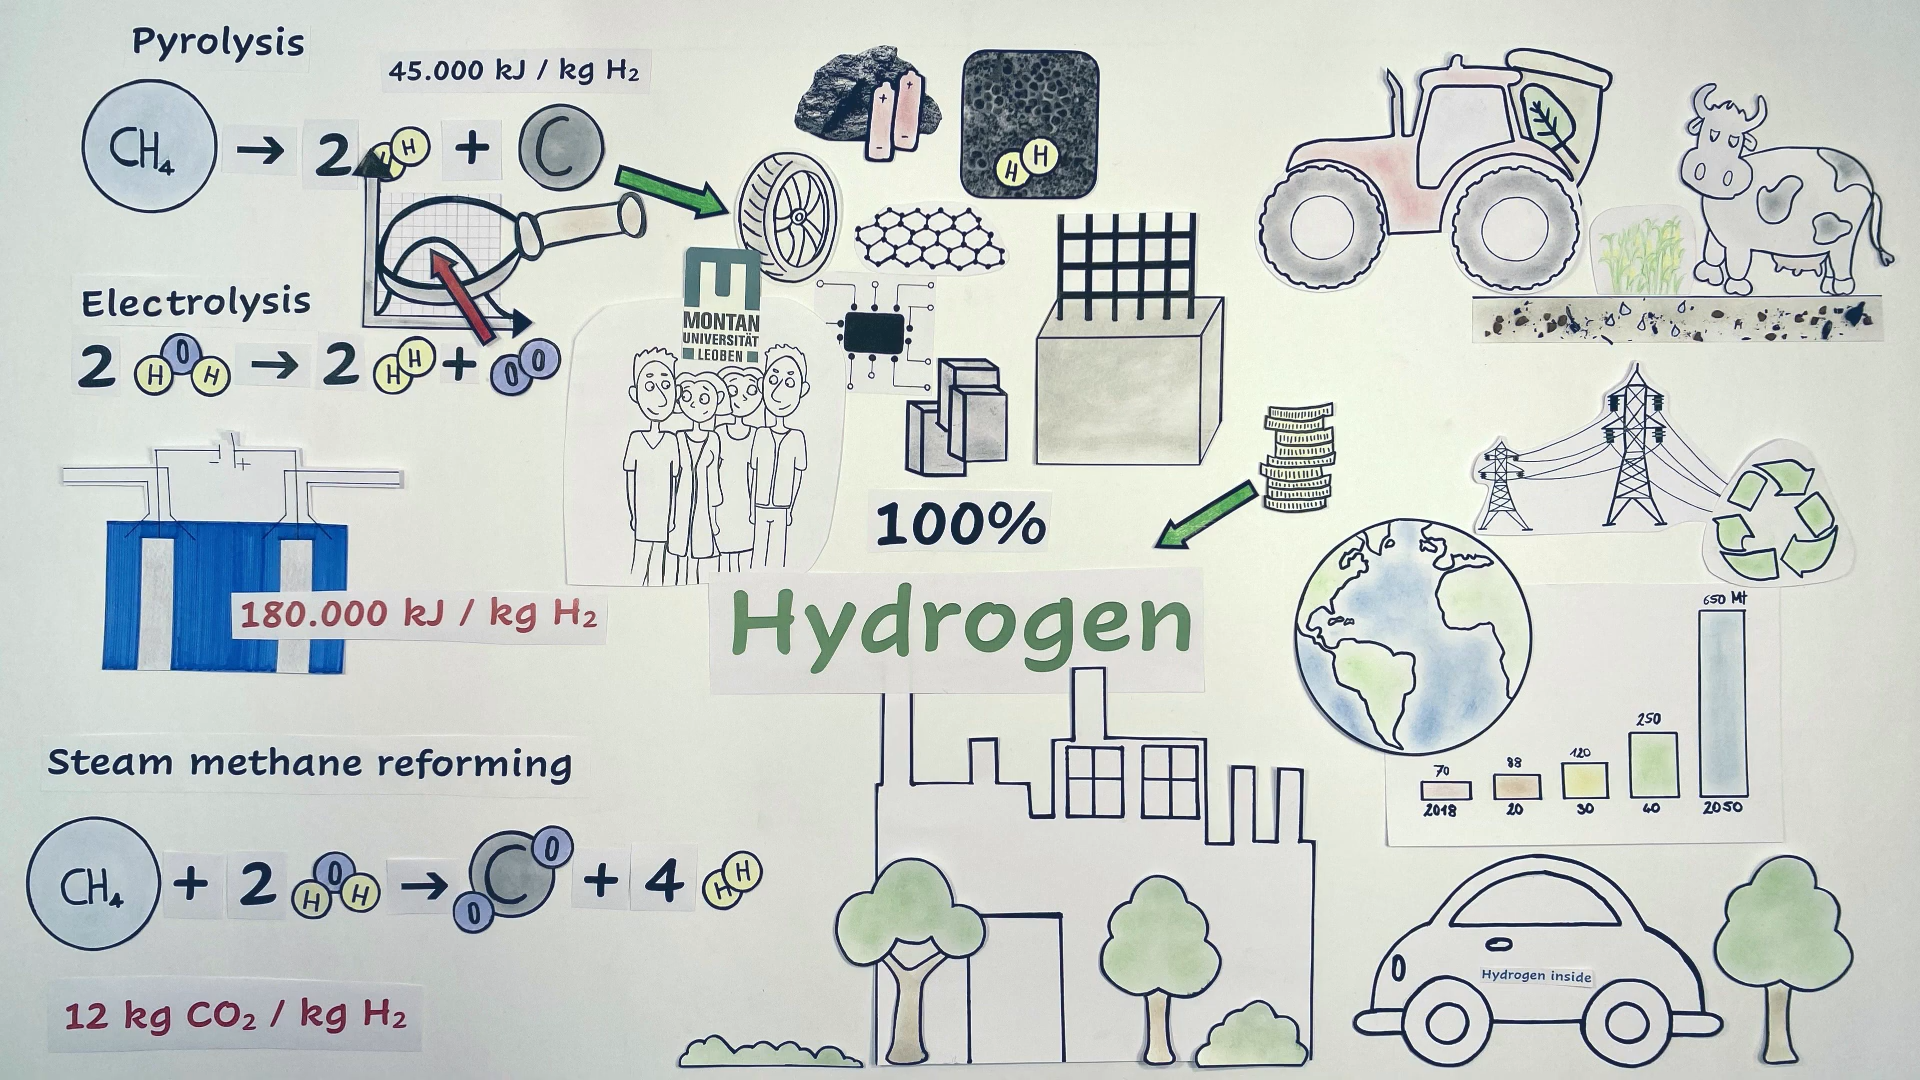 Pyrolysis
45.000 kJ / kg H₂
CH₄ → 2 H H + C
+ -
H H
Electrolysis
2 H O H → 2 H H + O O
MONTAN
UNIVERSITÄT
LEOBEN
- +
180.000 kJ / kg H₂
100%
Hydrogen
Steam methane reforming
CH₄ + 2 H O H → O C O + 4 H H
12 kg CO₂ / kg H₂
650 Mt
250
120
88
70
2018 20 30 40 2050
Hydrogen inside